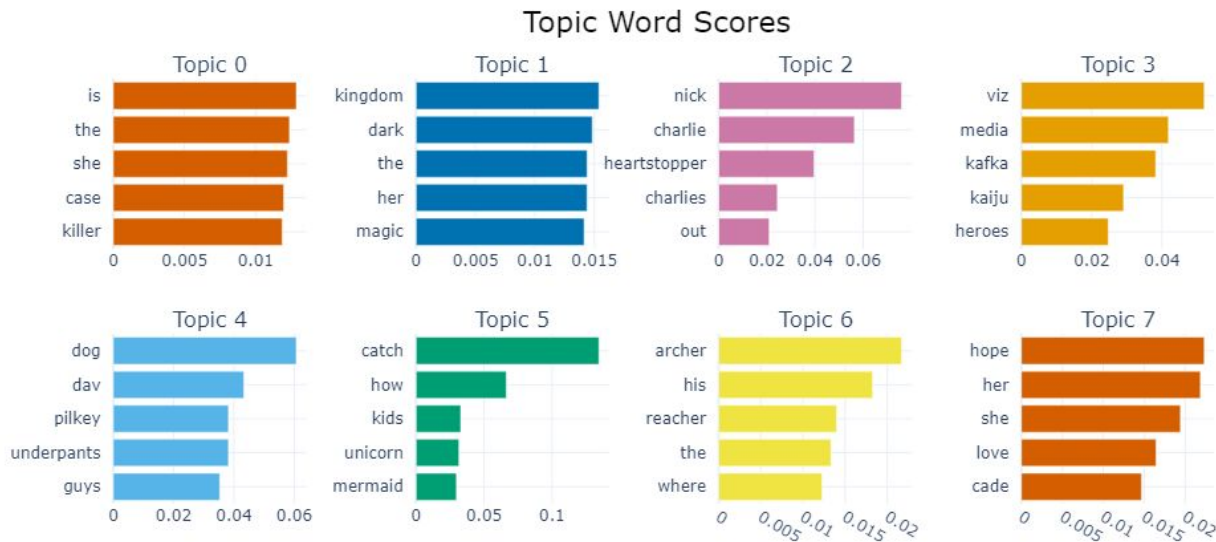 Topic Word Scores
Topic 0
is
the
she
case
killer
0 0.005 0.01
Topic 1
kingdom
dark
the
her
magic
0 0.005 0.01 0.015
Topic 2
nick
charlie
heartstopper
charlies
out
0 0.02 0.04 0.06
Topic 3
viz
media
kafka
kaiju
heroes
0 0.02 0.04
Topic 4
dog
dav
pilkey
underpants
guys
0 0.02 0.04 0.06
Topic 5
catch
how
kids
unicorn
mermaid
0 0.05 0.1
Topic 6
archer
his
reacher
the
where
0 0.005 0.01 0.015 0.02
Topic 7
hope
her
she
love
cade
0 0.005 0.01 0.015 0.02